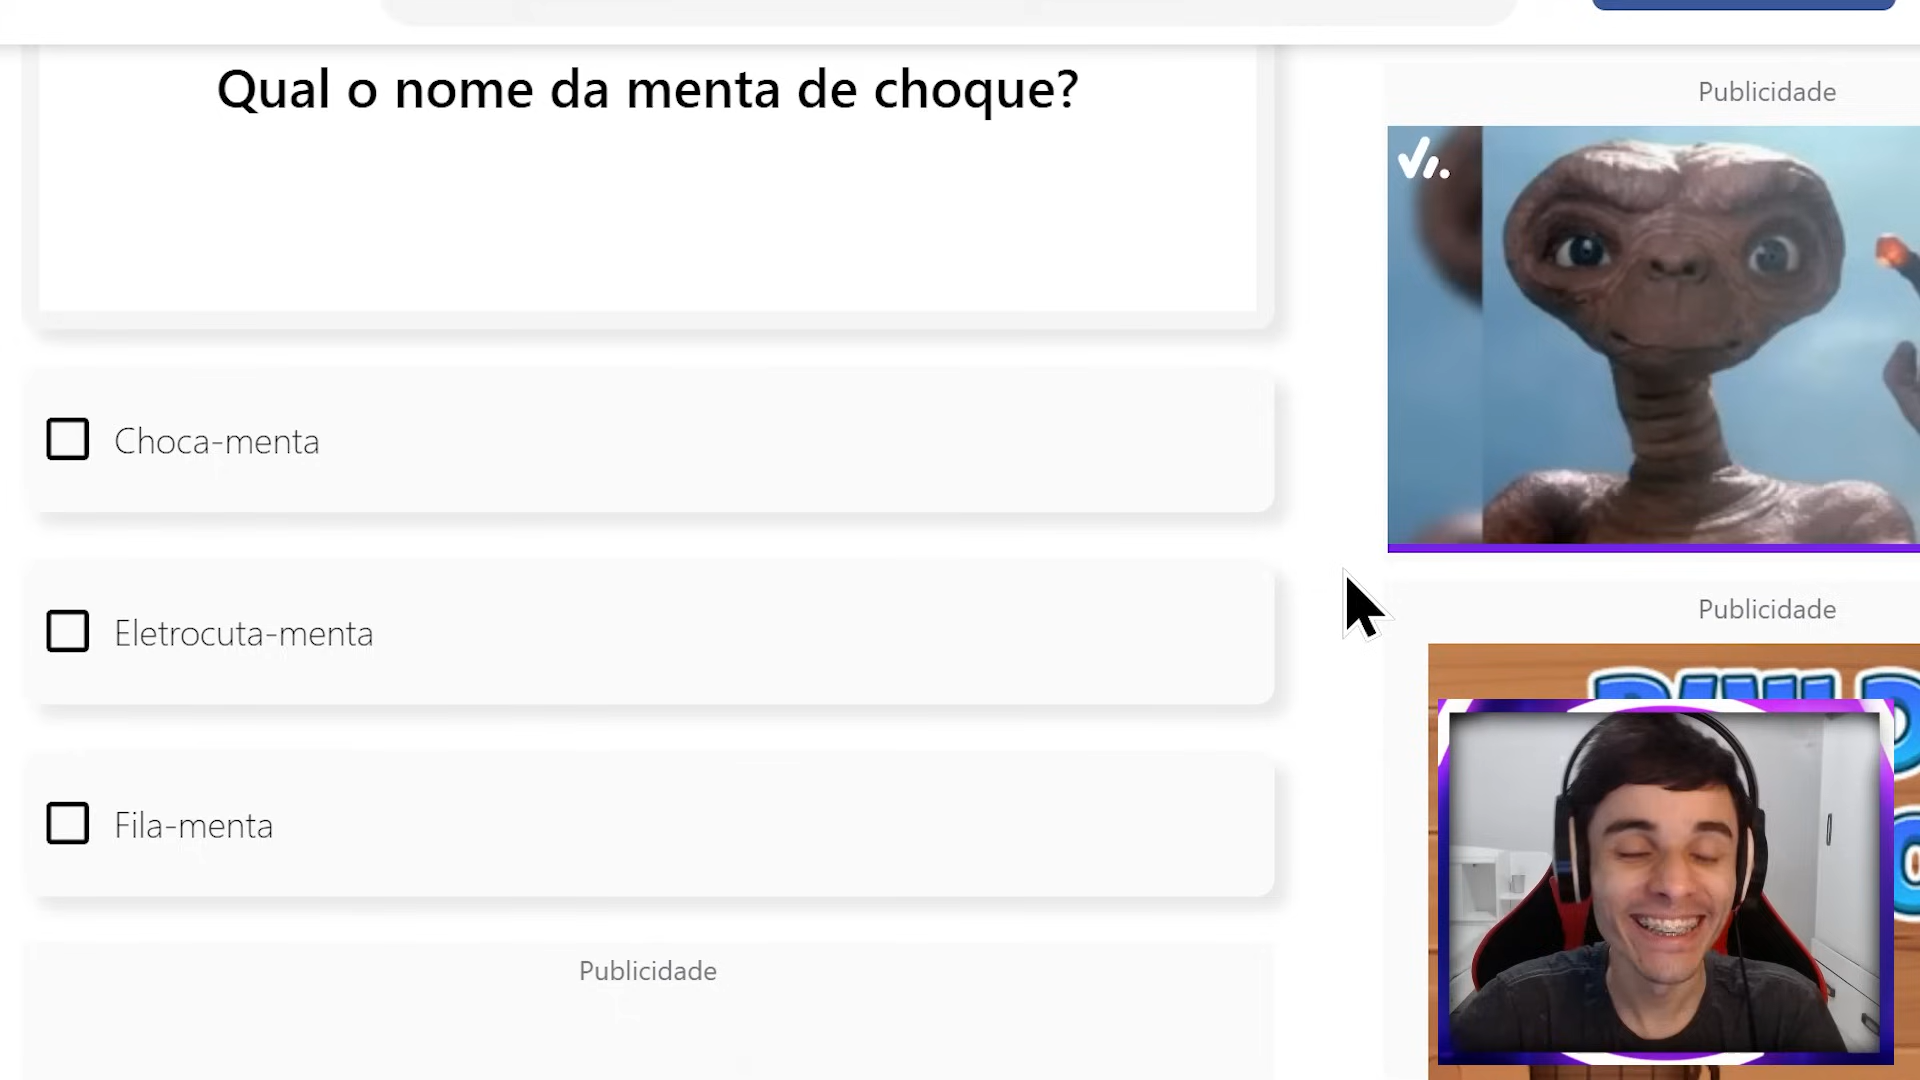 Qual o nome da menta de choque?
Choca-menta
Eletrocuta-menta
Fila-menta
Publicidade
Publicidade
Publicidade